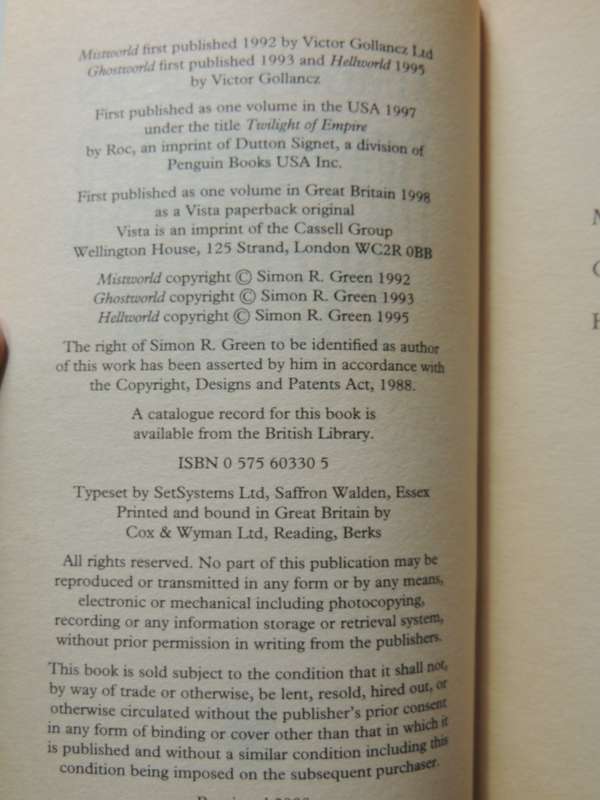 Mistworld first published 1992 by Victor Gollancz Ltd
Ghostworld first published 1993 and Hellworld 1995
by Victor Gollancz
First published as one volume in the USA 1997
under the title Twilight of Empire
by Roc, an imprint of Dutton Signet, a division of
Penguin Books USA Inc.
First published as one volume in Great Britain 1998
as a Vista paperback original
Vista is an imprint of the Cassell Group
Wellington House, 125 Strand, London WC2R 0BB
Mistworld copyright © Simon R. Green 1992
Ghostworld copyright © Simon R. Green 1993
Hellworld copyright © Simon R. Green 1995
The right of Simon R. Green to be identified as author
of this work has been asserted by him in accordance with
the Copyright, Designs and Patents Act, 1988.
A catalogue record for this book is
available from the British Library.
ISBN 0 575 60330 5
Typeset by SetSystems Ltd, Saffron Walden, Essex
Printed and bound in Great Britain by
Cox & Wyman Ltd, Reading, Berks
All rights reserved. No part of this publication may be
reproduced or transmitted in any form or by any means,
electronic or mechanical including photocopying,
recording or any information storage or retrieval system,
without prior permission in writing from the publishers.
This book is sold subject to the condition that it shall not,
by way of trade or otherwise, be lent, resold, hired out, or
otherwise circulated without the publisher's prior consent
in any form of binding or cover other than that in which it
is published and without a similar condition including this
condition being imposed on the subsequent purchaser.